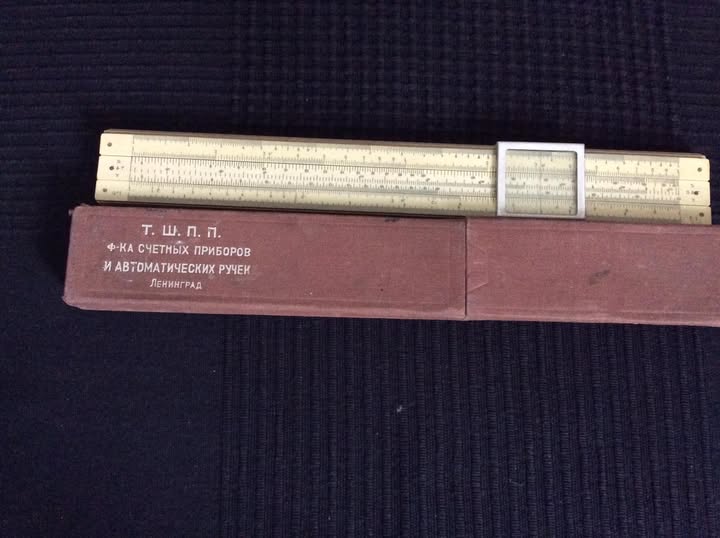 Т. Ш. П. П.
Ф-КА СЧЕТНЫХ ПРИБОРОВ
И АВТОМАТИЧЕСКИХ РУЧЕК
ЛЕНИНГРАД